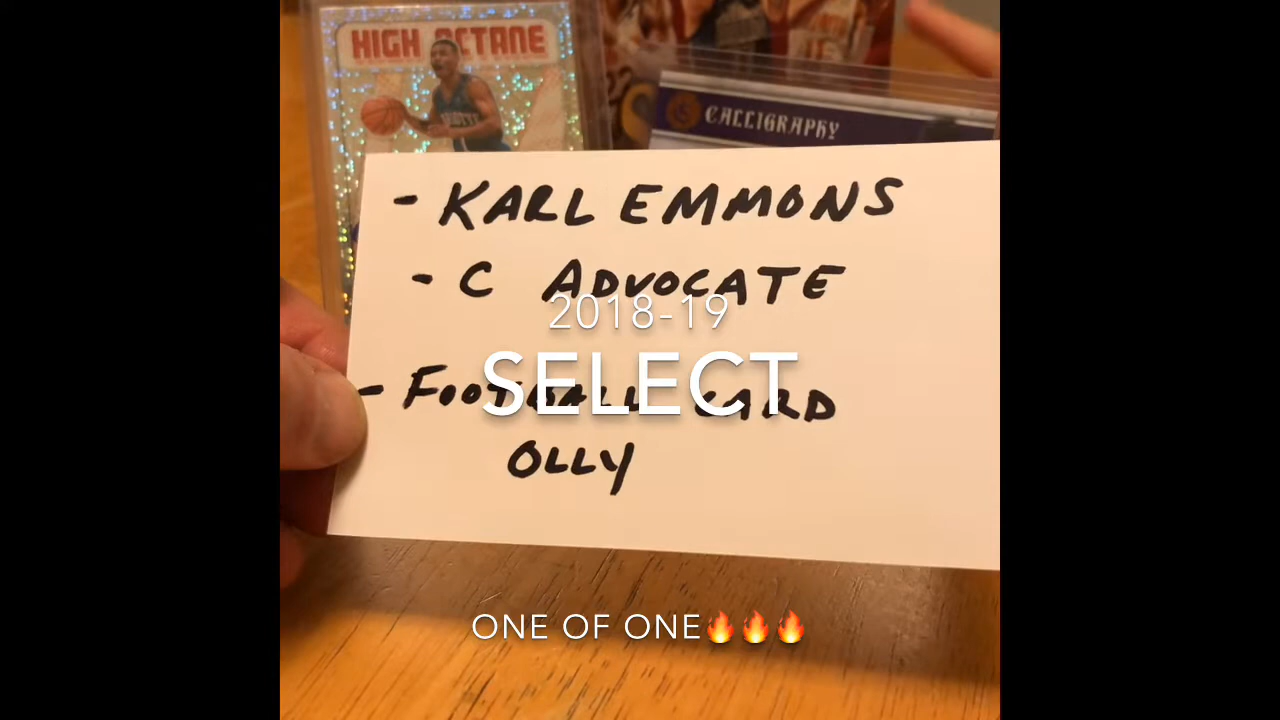 HIGH OCTANE
CALLIGRAPHY
- KARL EMMONS
- C ADVOCATE
2018-19
SELECT
- FOOTBALL CARD
OLLY
ONE OF ONE🔥🔥🔥